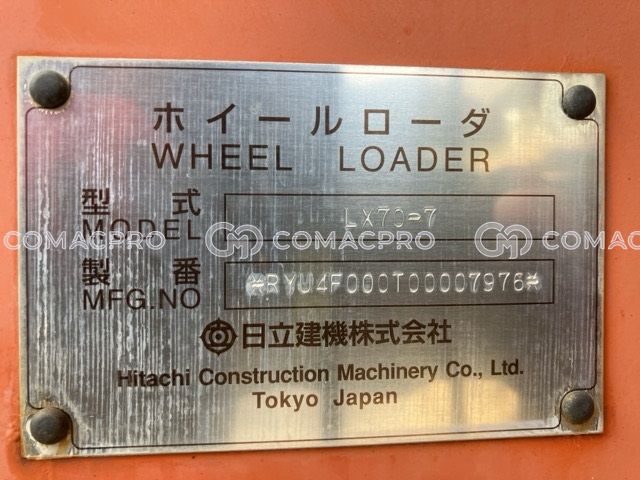 ホイールローダ
WHEEL LOADER
型式 LX70-7
MODEL
COMACPRO COMACPRO COMACPRO
製番 *RYU4F000T00007976*
MFG.NO
日立建機株式会社
Hitachi Construction Machinery Co., Ltd.
Tokyo Japan